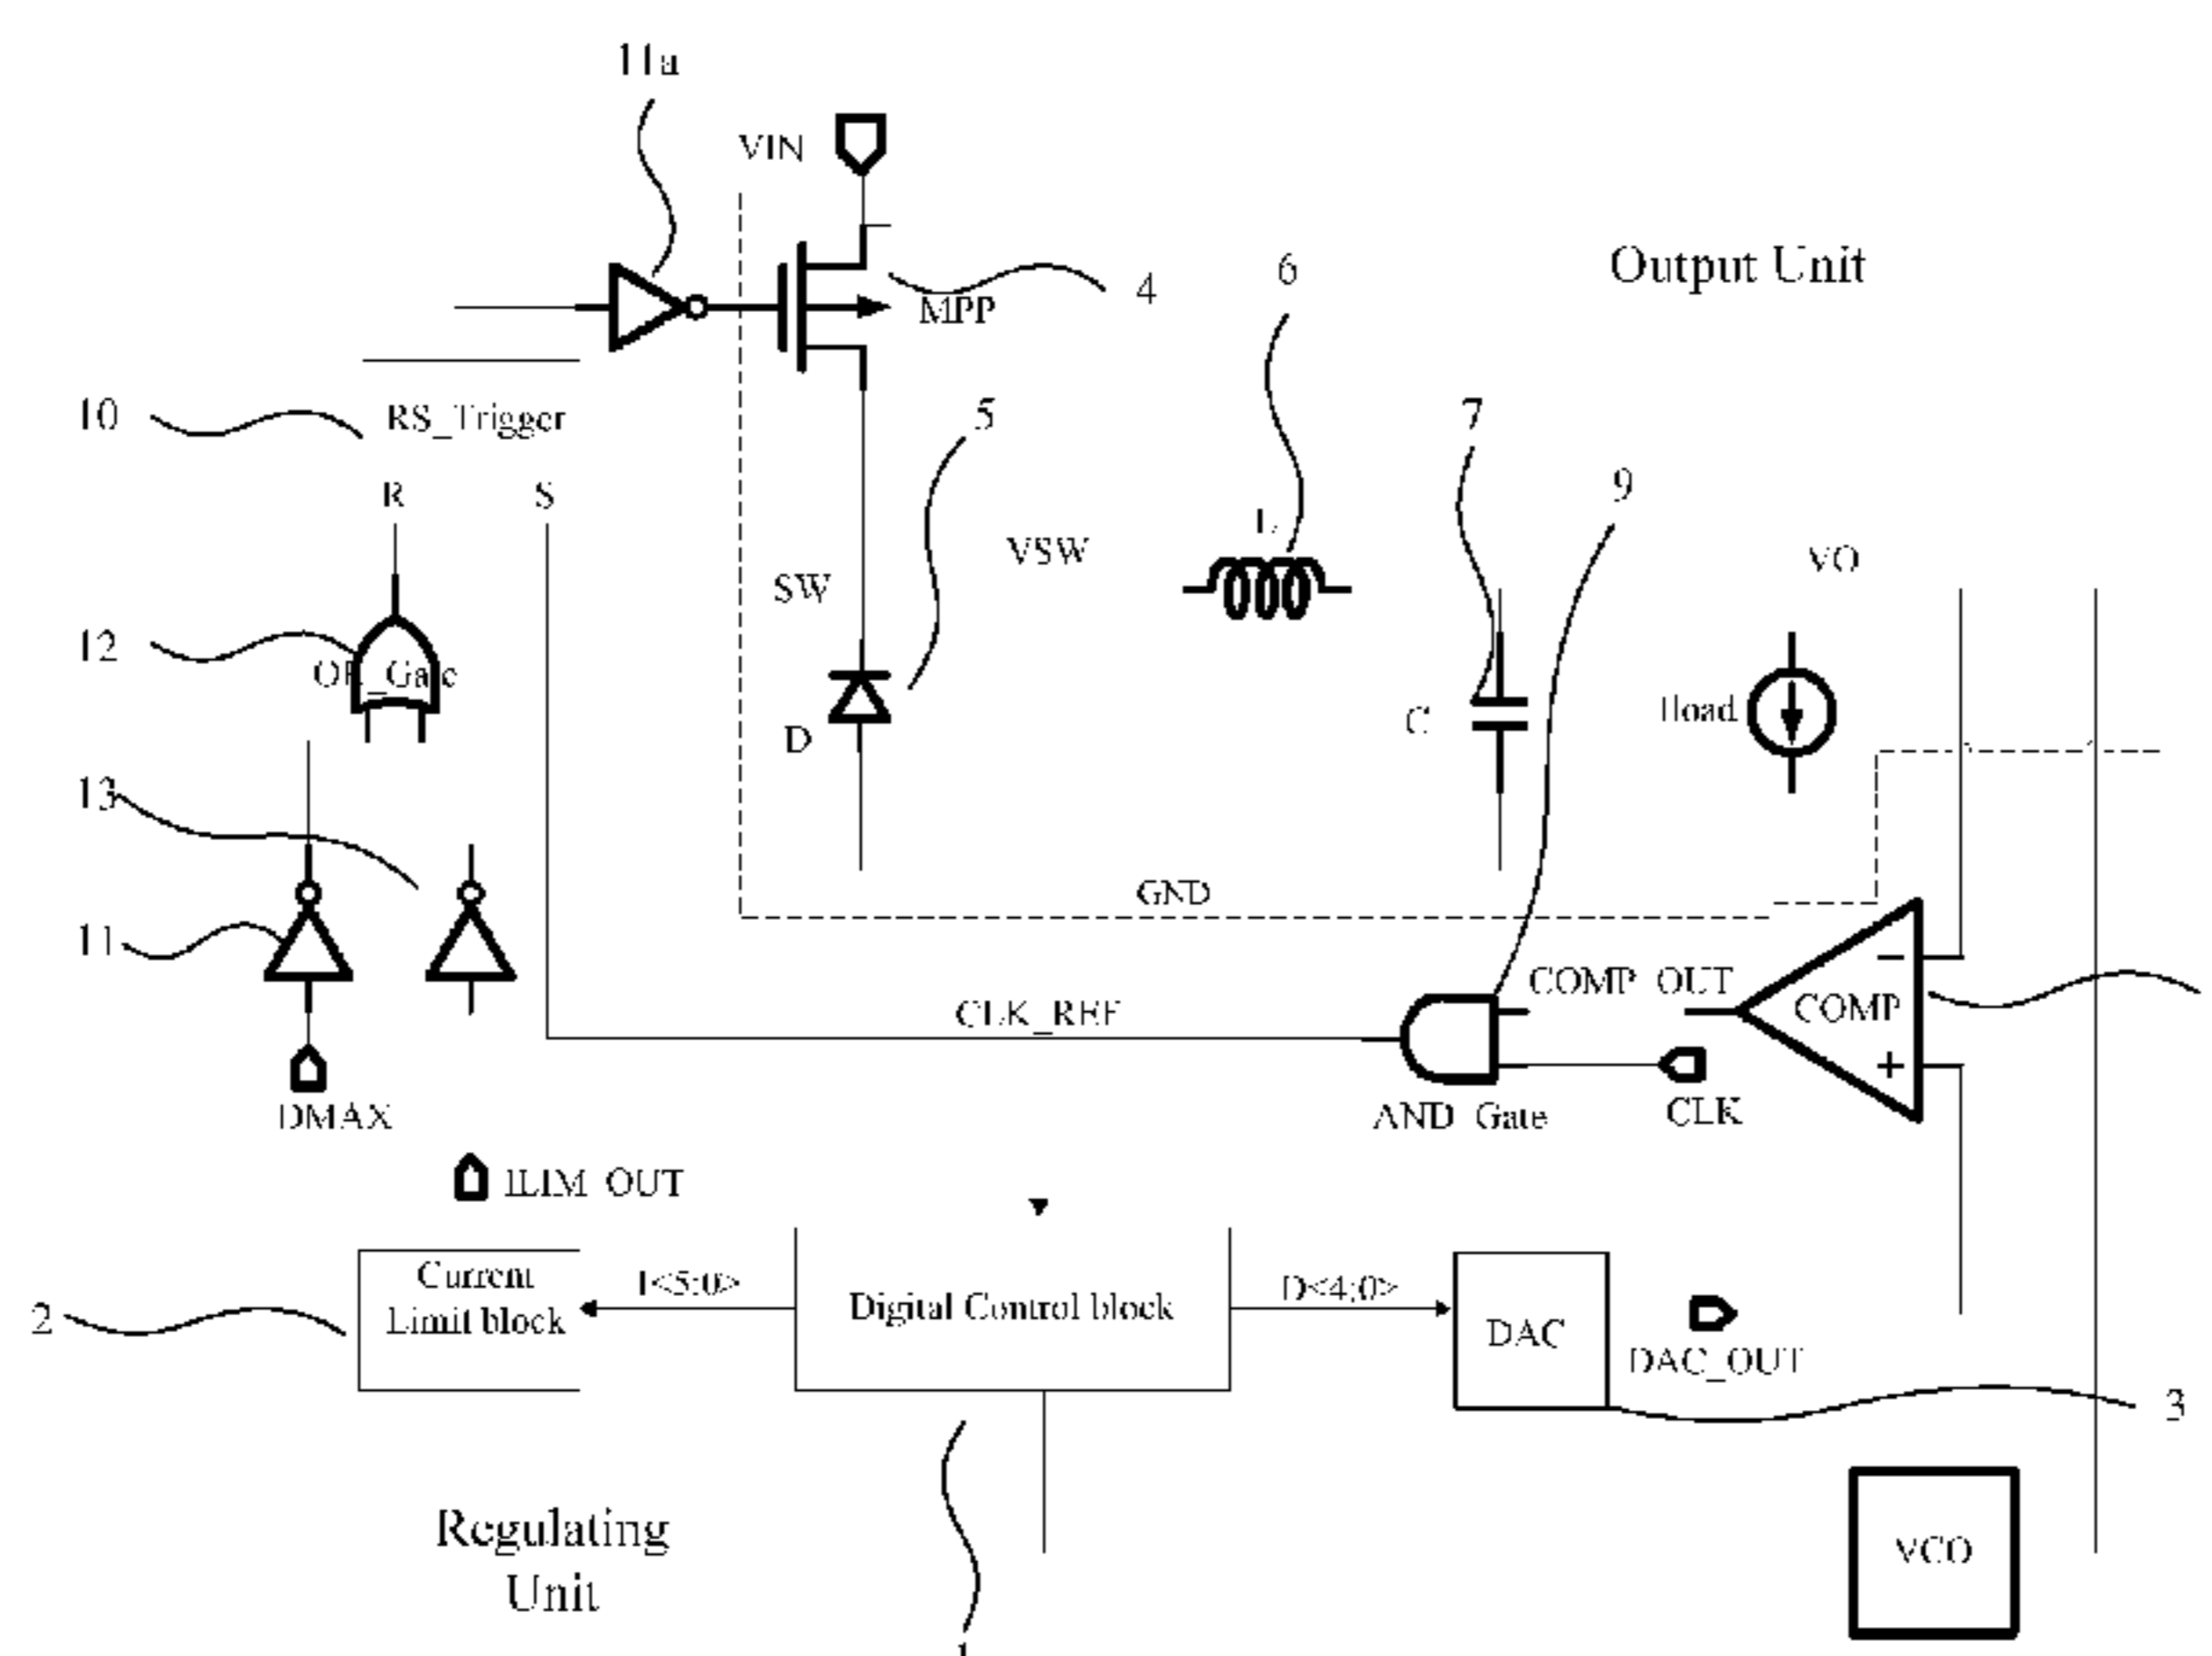 11a
VIN
Output Unit
6
4
MPP
10
RS_Trigger
5
7
9
R
S
L
VSW
VO
SW
12
OR_Gate
Iload
C
D
13
GND
11
COMP_OUT
COMP
CLK_REF
DMAX
AND_Gate
CLK
ILIM_OUT
Current
Limit block
I<5:0>
Digital Control block
D<4:0>
DAC
2
DAC_OUT
3
Regulating
Unit
VCO
1